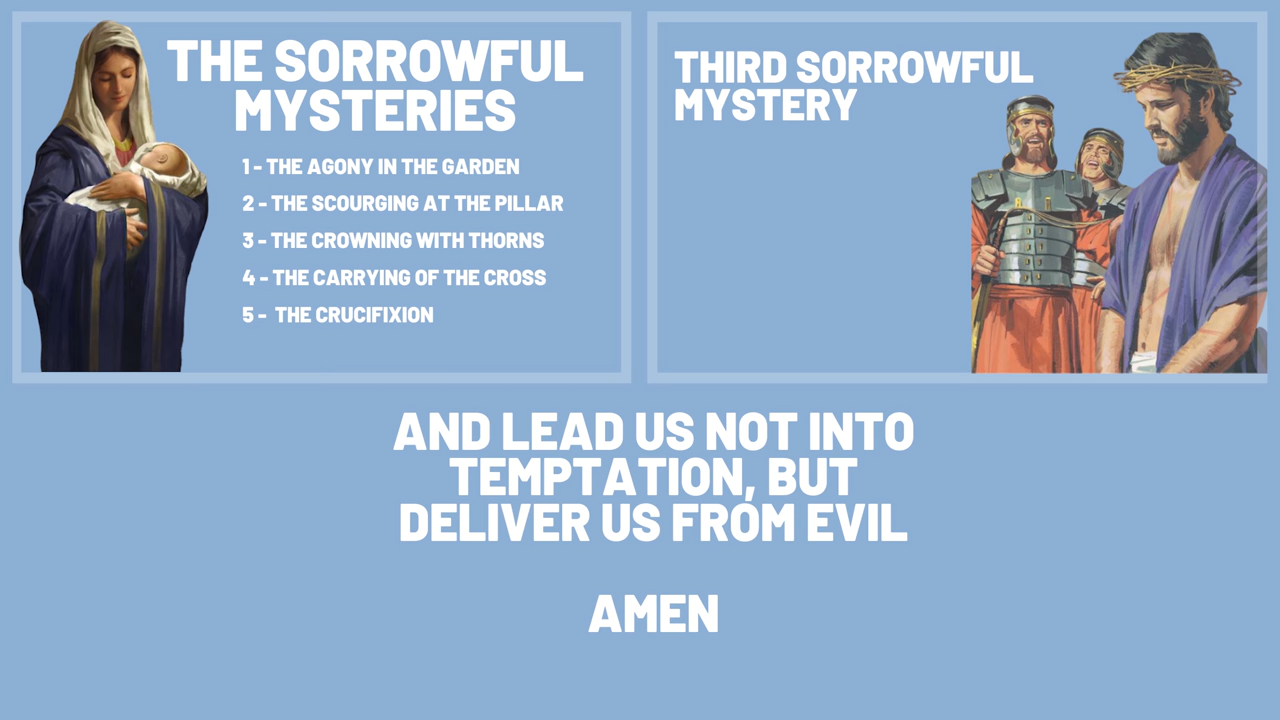 THE SORROWFUL
MYSTERIES
1 - THE AGONY IN THE GARDEN
2 - THE SCOURGING AT THE PILLAR
3 - THE CROWNING WITH THORNS
4 - THE CARRYING OF THE CROSS
5 - THE CRUCIFIXION
THIRD SORROWFUL
MYSTERY
AND LEAD US NOT INTO
TEMPTATION, BUT
DELIVER US FROM EVIL
AMEN